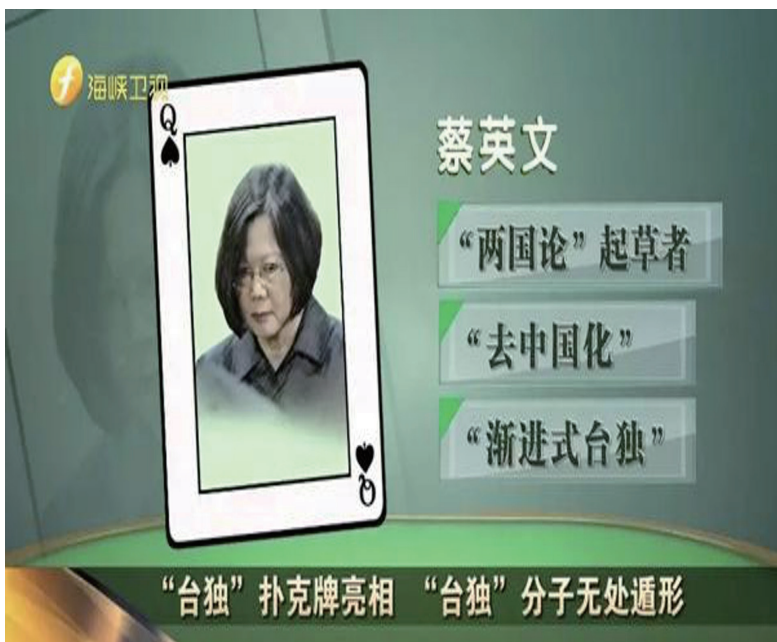 海峡卫视
Q
蔡英文
“两国论”起草者
“去中国化”
“渐进式台独”
Q
“台独”扑克牌亮相 “台独”分子无处遁形